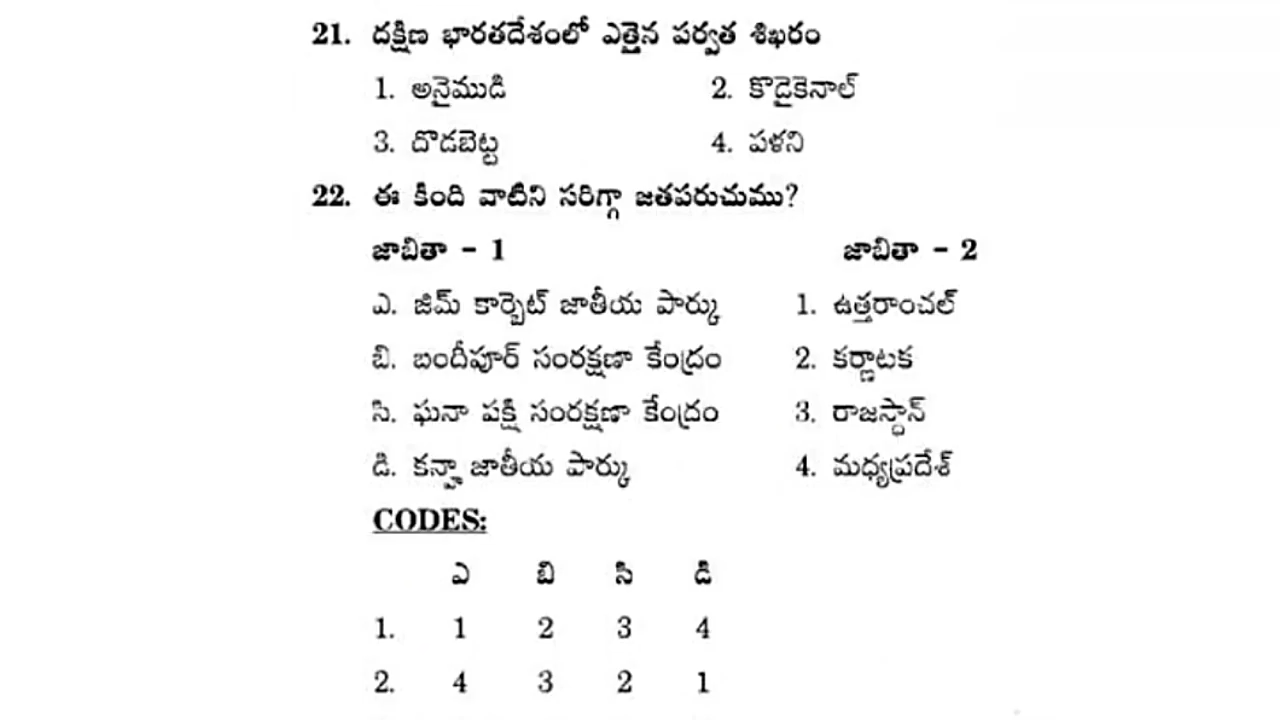 21. దక్షిణ భారతదేశంలో ఎత్తైన పర్వత శిఖరం
1. అనైముడి 2. కొడైకెనాల్
3. దొడబెట్ట 4. పళని
22. ఈ కింది వాటిని సరిగ్గా జతపరుచుము?
జాబితా - 1 జాబితా - 2
ఎ. జిమ్ కార్బెట్ జాతీయ పార్కు 1. ఉత్తరాంచల్
బి. బందీపూర్ సంరక్షణా కేంద్రం 2. కర్ణాటక
సి. ఘనా పక్షి సంరక్షణా కేంద్రం 3. రాజస్థాన్
డి. కన్హా జాతీయ పార్కు 4. మధ్యప్రదేశ్
CODES:
ఎ బి సి డి
1. 1 2 3 4
2. 4 3 2 1